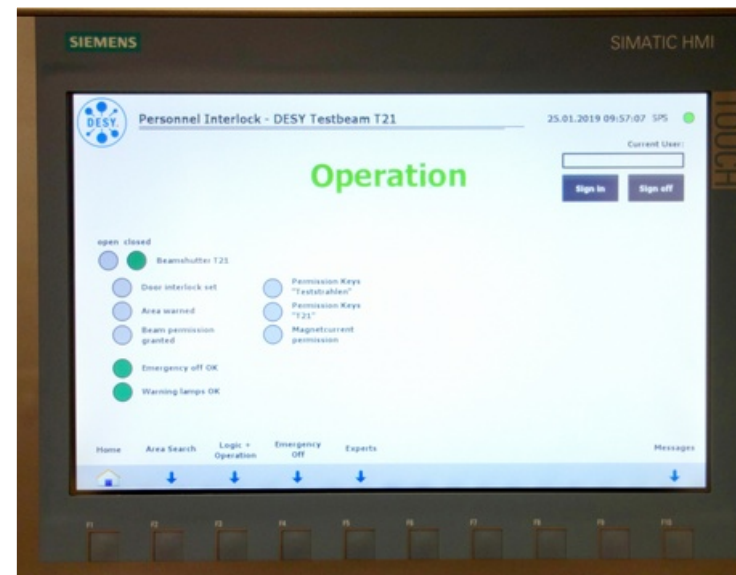 SIEMENS
SIMATIC HMI
TOUCH
DESY.
Personnel Interlock - DESY Testbeam T21
25.01.2019 09:57:07 SPS
Current User:
Operation
Sign in
Sign off
open closed
Beamshutter T21
Door interlock set
Area warned
Beam permission
granted
Emergency off OK
Warning lamps OK
Permission Keys
"Teststrahlen"
Permission Keys
"T21"
Magnetcurrent
permission
Home
Area Search
Logic +
Operation
Emergency
Off
Experts
Messages
F1 F2 F3 F4 F5 F6 F7 F8 F9 F10